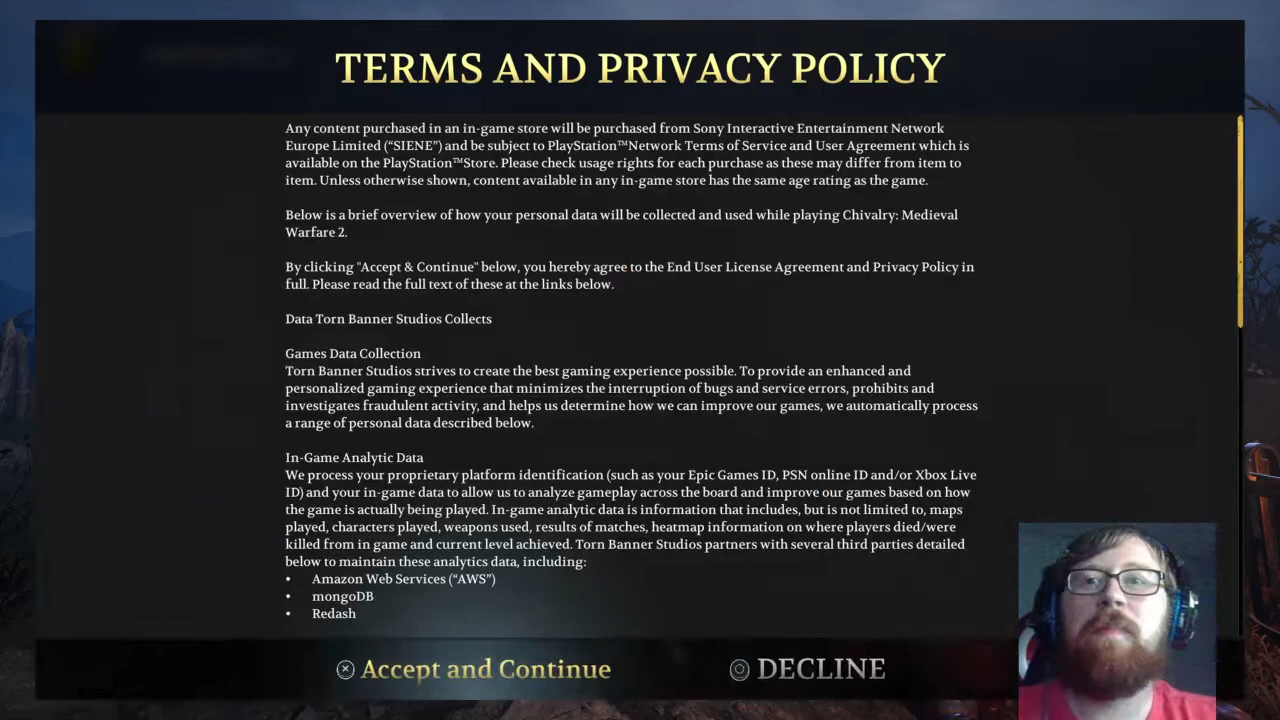 TERMS AND PRIVACY POLICY
Any content purchased in an in-game store will be purchased from Sony Interactive Entertainment Network
Europe Limited (“SIENE”) and be subject to PlayStation™Network Terms of Service and User Agreement which is
available on the PlayStation™Store. Please check usage rights for each purchase as these may differ from item to
item. Unless otherwise shown, content available in any in-game store has the same age rating as the game.
Below is a brief overview of how your personal data will be collected and used while playing Chivalry: Medieval
Warfare 2.
By clicking "Accept & Continue" below, you hereby agree to the End User License Agreement and Privacy Policy in
full. Please read the full text of these at the links below.
Data Torn Banner Studios Collects
Games Data Collection
Torn Banner Studios strives to create the best gaming experience possible. To provide an enhanced and
personalized gaming experience that minimizes the interruption of bugs and service errors, prohibits and
investigates fraudulent activity, and helps us determine how we can improve our games, we automatically process
a range of personal data described below.
In-Game Analytic Data
We process your proprietary platform identification (such as your Epic Games ID, PSN online ID and/or Xbox Live
ID) and your in-game data to allow us to analyze gameplay across the board and improve our games based on how
the game is actually being played. In-game analytic data is information that includes, but is not limited to, maps
played, characters played, weapons used, results of matches, heatmap information on where players died/were
killed from in game and current level achieved. Torn Banner Studios partners with several third parties detailed
below to maintain these analytics data, including:
• Amazon Web Services (“AWS”)
• mongoDB
• Redash
Accept and Continue
DECLINE